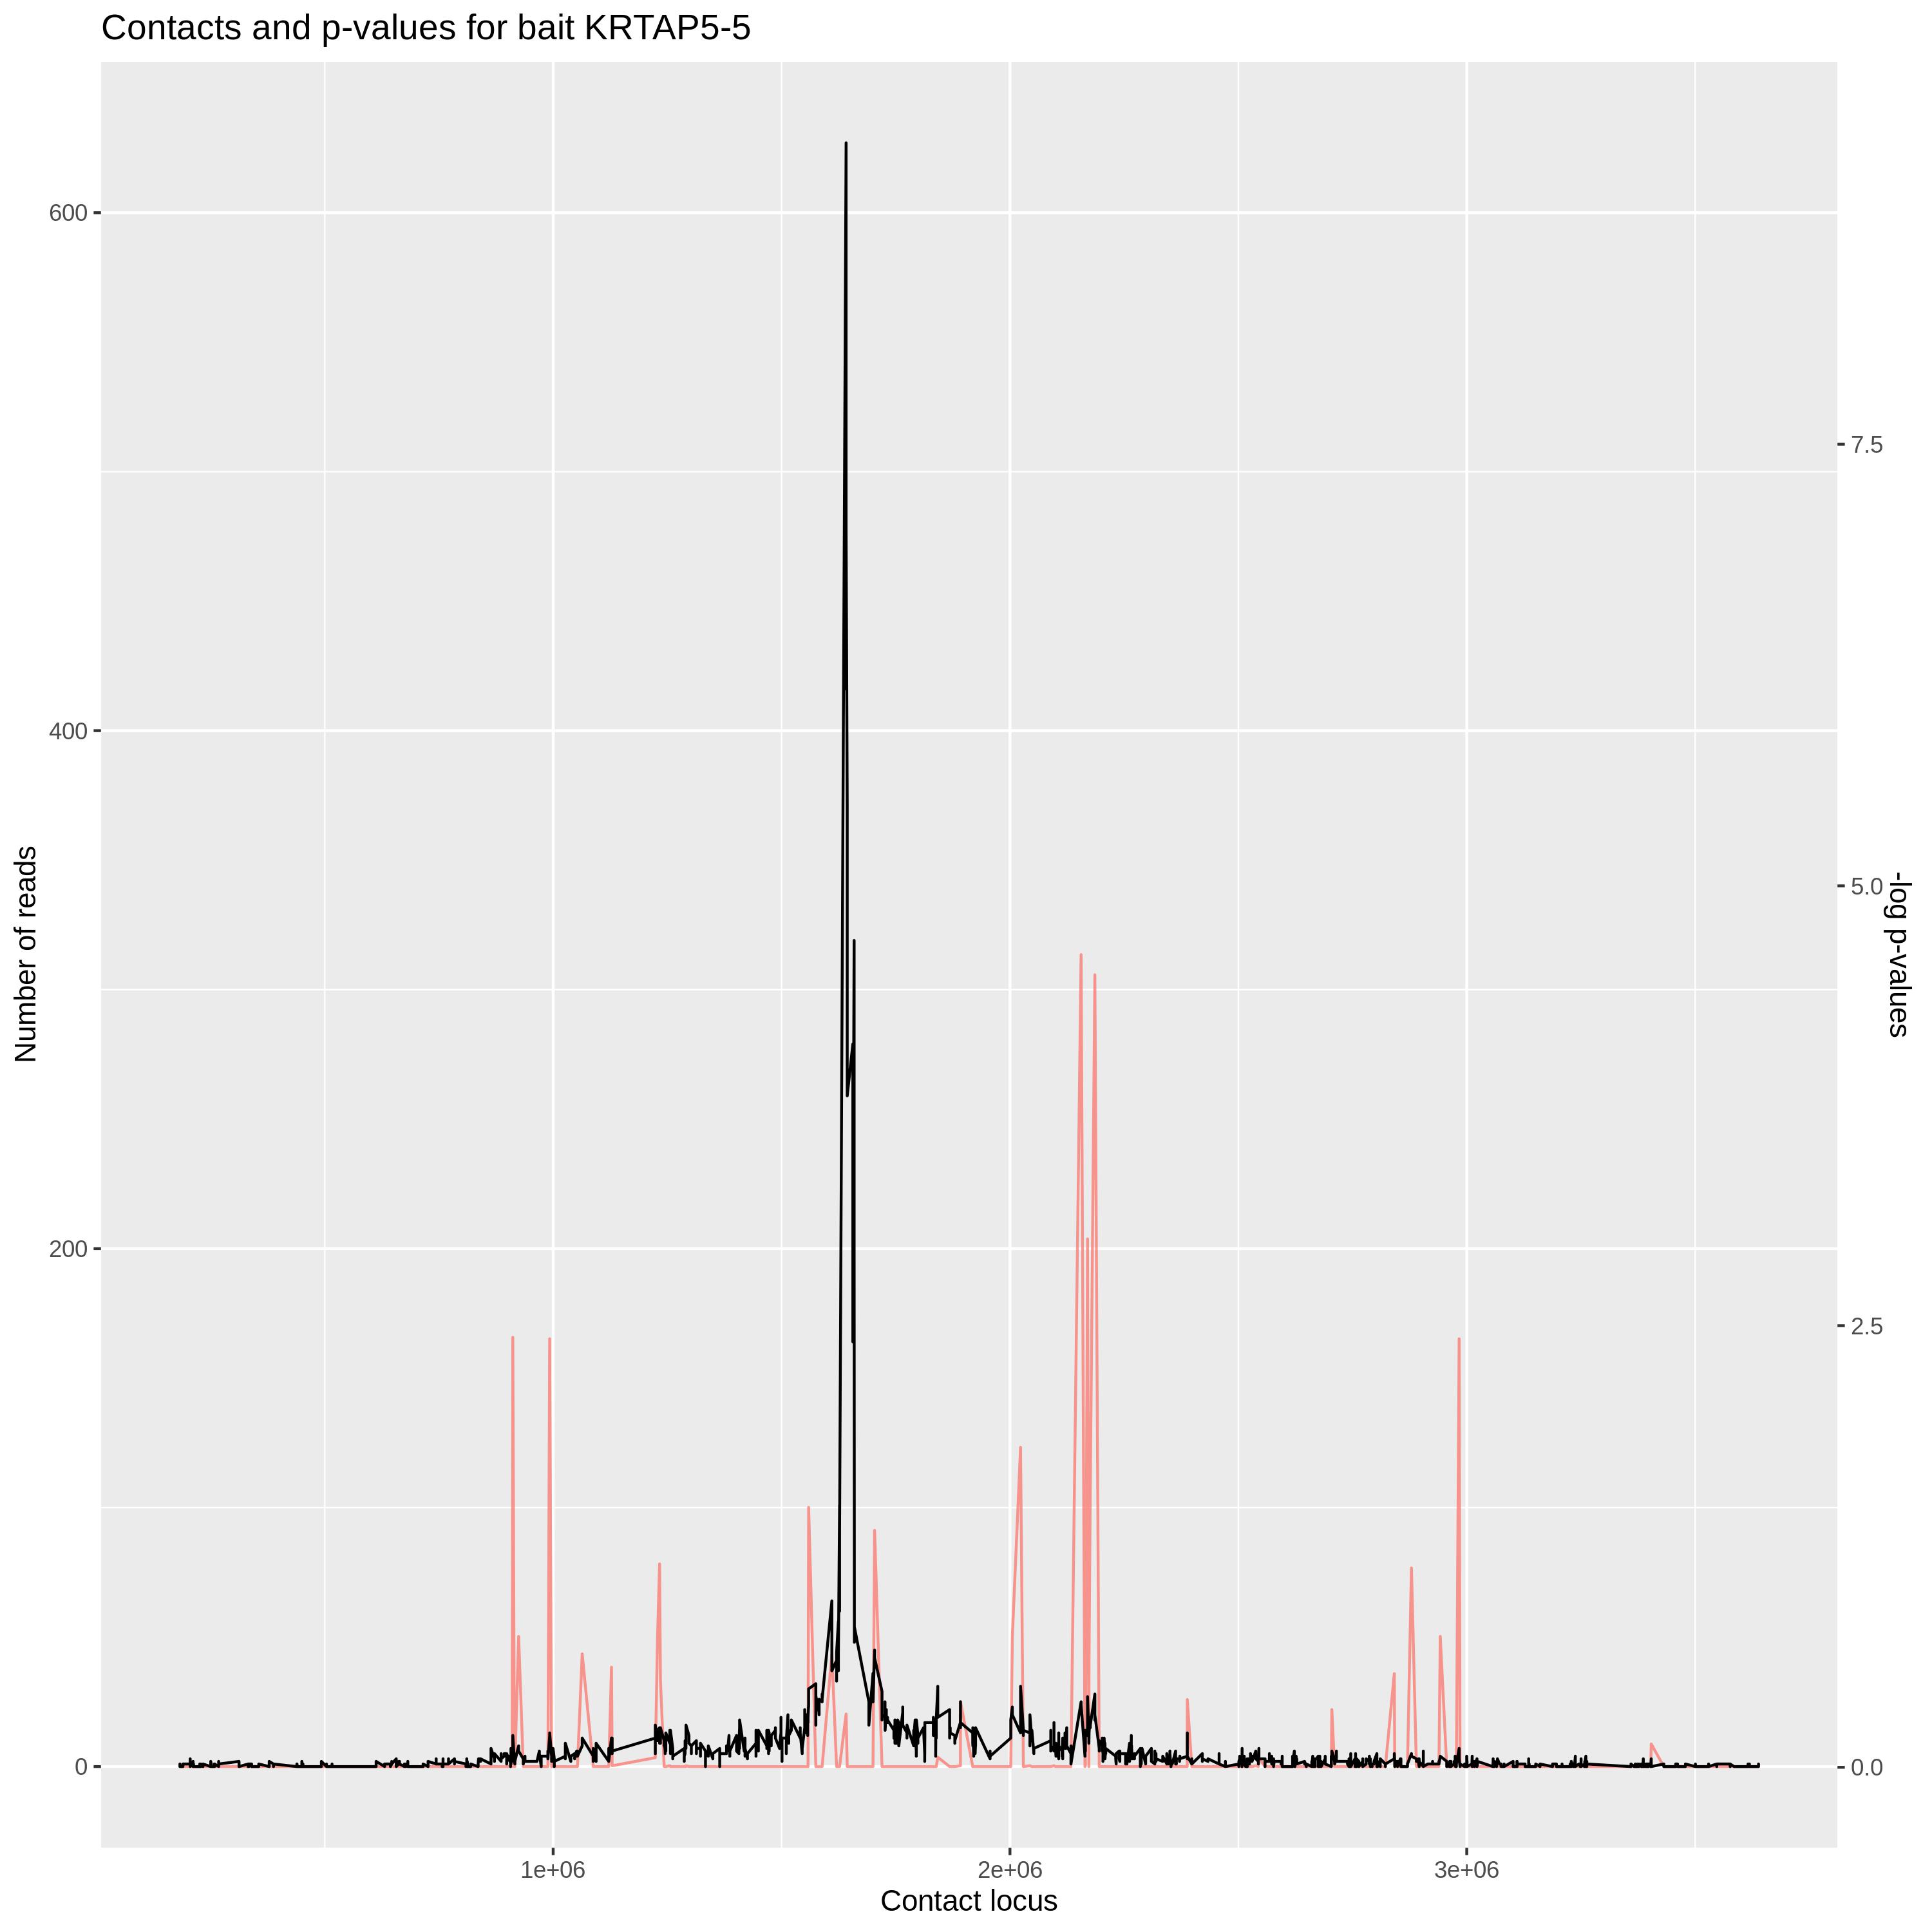 Contacts and p-values for bait KRTAP5-5
600
400
200
0
Number of reads
7.5
5.0
2.5
0.0
-log p-values
1e+06
2e+06
3e+06
Contact locus